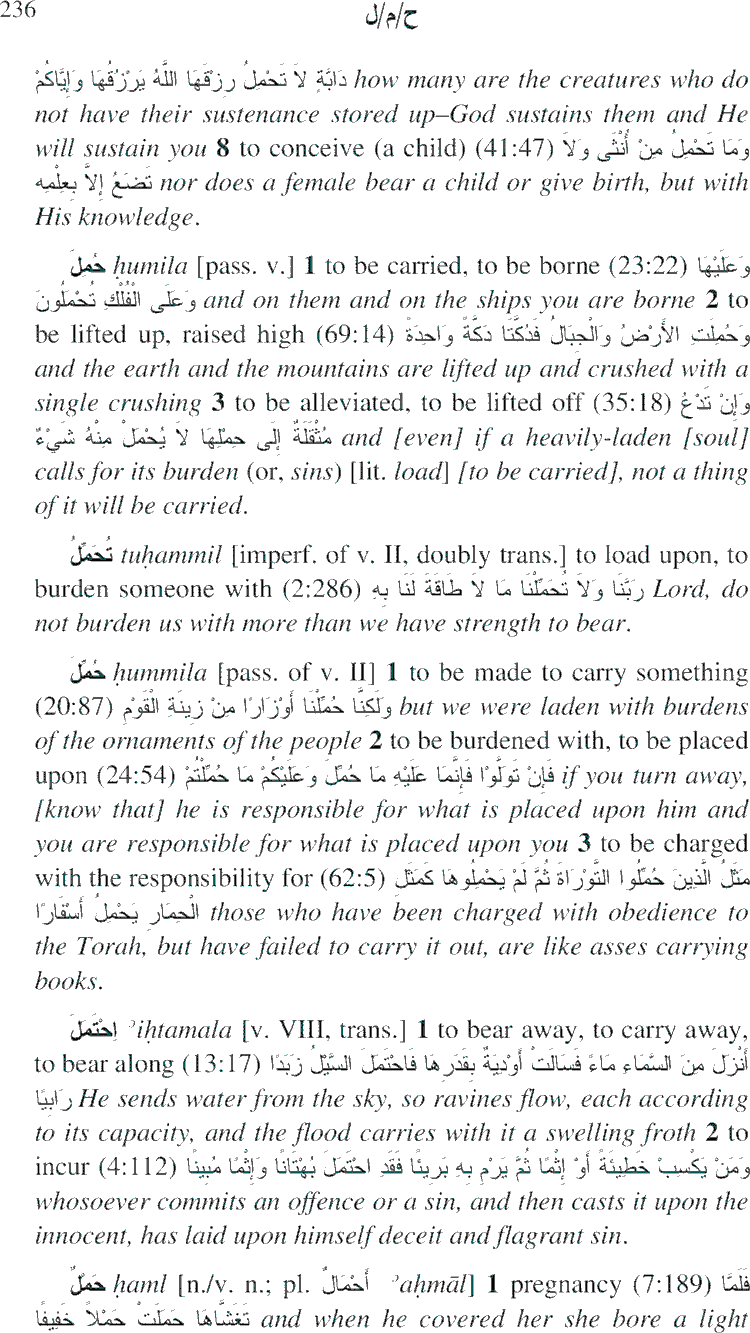 236 ح/م/ل
دَابَّةٍ لاَ تَحْمِلُ رِزْقَهَا اللَّهُ يَرْزُقُهَا وَإِيَّاكُمْ how many are the creatures who do
not have their sustenance stored up–God sustains them and He
will sustain you 8 to conceive (a child) (41:47) وَمَا تَحْمِلُ مِنْ أُنْثَى وَلاَ
تَضَعُ إِلاَّ بِعِلْمِهِ nor does a female bear a child or give birth, but with
His knowledge.
حُمِلَ ḥumila [pass. v.] 1 to be carried, to be borne (23:22) وَعَلَيْهَا
وَعَلَى الْفُلْكِ تُحْمَلُونَ and on them and on the ships you are borne 2 to
be lifted up, raised high (69:14) وَحُمِلَتِ الأَرْضُ وَالْجِبَالُ فَدُكَّتَا دَكَّةً وَاحِدَةً
and the earth and the mountains are lifted up and crushed with a
single crushing 3 to be alleviated, to be lifted off (35:18) وَإِنْ تَدْعُ
مُثْقَلَةٌ إِلَى حِمْلِهَا لاَ يُحْمَلْ مِنْهُ شَيْءٌ and [even] if a heavily-laden [soul]
calls for its burden (or, sins) [lit. load] [to be carried], not a thing
of it will be carried.
تُحَمِّلُ tuḥammil [imperf. of v. II, doubly trans.] to load upon, to
burden someone with (2:286) رَبَّنَا وَلاَ تُحَمِّلْنَا مَا لاَ طَاقَةَ لَنَا بِهِ Lord, do
not burden us with more than we have strength to bear.
حُمِّلَ ḥummila [pass. of v. II] 1 to be made to carry something
(20:87) وَلَكِنَّا حُمِّلْنَا أَوْزَارًا مِنْ زِينَةِ الْقَوْمِ but we were laden with burdens
of the ornaments of the people 2 to be burdened with, to be placed
upon (24:54) فَإِنْ تَوَلَّوْا فَإِنَّمَا عَلَيْهِ مَا حُمِّلَ وَعَلَيْكُمْ مَا حُمِّلْتُمْ if you turn away,
[know that] he is responsible for what is placed upon him and
you are responsible for what is placed upon you 3 to be charged
with the responsibility for (62:5) مَثَلُ الَّذِينَ حُمِّلُوا التَّوْرَاةَ ثُمَّ لَمْ يَحْمِلُوهَا كَمَثَلِ
الْحِمَارِ يَحْمِلُ أَسْفَارًا those who have been charged with obedience to
the Torah, but have failed to carry it out, are like asses carrying
books.
اِحْتَمَلَ ʾiḥtamala [v. VIII, trans.] 1 to bear away, to carry away,
to bear along (13:17) أَنْزَلَ مِنَ السَّمَاءِ مَاءً فَسَالَتْ أَوْدِيَةٌ بِقَدَرِهَا فَاحْتَمَلَ السَّيْلُ زَبَدًا
رَابِيًا He sends water from the sky, so ravines flow, each according
to its capacity, and the flood carries with it a swelling froth 2 to
incur (4:112) وَمَنْ يَكْسِبْ خَطِيئَةً أَوْ إِثْمًا ثُمَّ يَرْمِ بِهِ بَرِيئًا فَقَدِ احْتَمَلَ بُهْتَانًا وَإِثْمًا مُبِينًا
whosoever commits an offence or a sin, and then casts it upon the
innocent, has laid upon himself deceit and flagrant sin.
حَمْلٌ ḥaml [n./v. n.; pl. أَحْمَالٌ ʾaḥmāl] 1 pregnancy (7:189) فَلَمَّا
تَغَشَّاهَا حَمَلَتْ حَمْلاً خَفِيفًا and when he covered her she bore a light